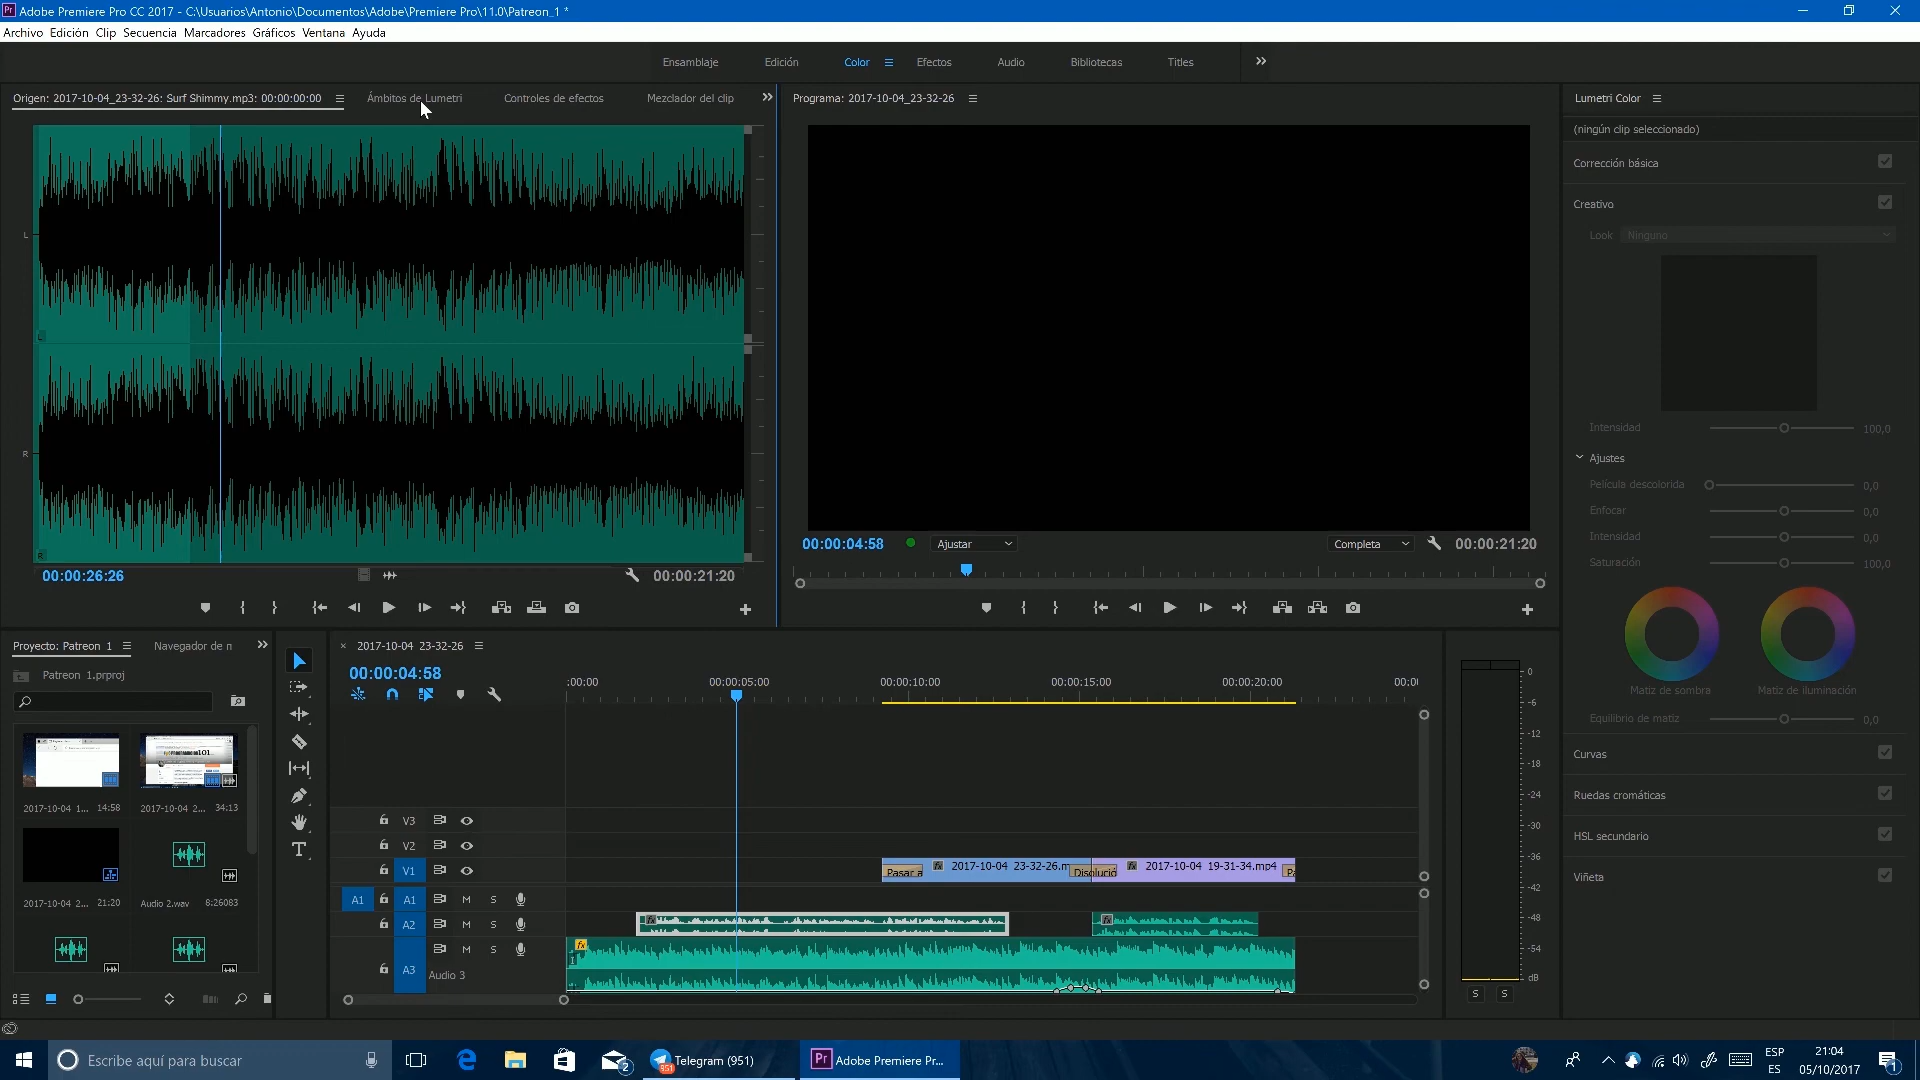 Adobe Premiere Pro CC 2017 - C:\Usuarios\Antonio\Documentos\Adobe\Premiere Pro\11.0\Patreon_1 *
Archivo Edición Clip Secuencia Marcadores Gráficos Ventana Ayuda
Ensamblaje Edición Color Efectos Audio Bibliotecas Titles
Origen: 2017-10-04_23-32-26: Surf Shimmy.mp3: 00:00:00:00 Ámbitos de Lumetri Controles de efectos Mezclador del clip
Programa: 2017-10-04_23-32-26
Lumetri Color
(ningún clip seleccionado)
Corrección básica
Creativo
Look Ninguno
Intensidad 100,0
Ajustes
Película descolorida 0,0
Enfocar 0,0
Intensidad 0,0
Saturación 100,0
Matiz de sombra Matiz de iluminación
Equilibrio de matiz 0,0
Curvas
Ruedas cromáticas
HSL secundario
Viñeta
L
R
00:00:26:26 00:00:21:20
00:00:04:58 Ajustar Completa 00:00:21:20
Proyecto: Patreon 1 Navegador de n
Patreon 1.prproj
2017-10-04 1... 14:58
2017-10-04 2... 34:13
2017-10-04 2... 21:20
Audio 2.wav 8:26083
2017-10-04 23-32-26
00:00:04:58
:00:00 00:00:05:00 00:00:10:00 00:00:15:00 00:00:20:00 00:0(
V3
V2
V1
Pasar a 2017-10-04 23-32-26.m Disolució 2017-10-04 19-31-34.mp4 Pa
A1 A1 M S
A2 M S
M S
A3 Audio 3
0
-6
-12
-18
-24
-30
-36
-42
-48
-54
dB
S S
Escribe aquí para buscar
Telegram (951)
Adobe Premiere Pr...
ESP
ES
21:04
05/10/2017